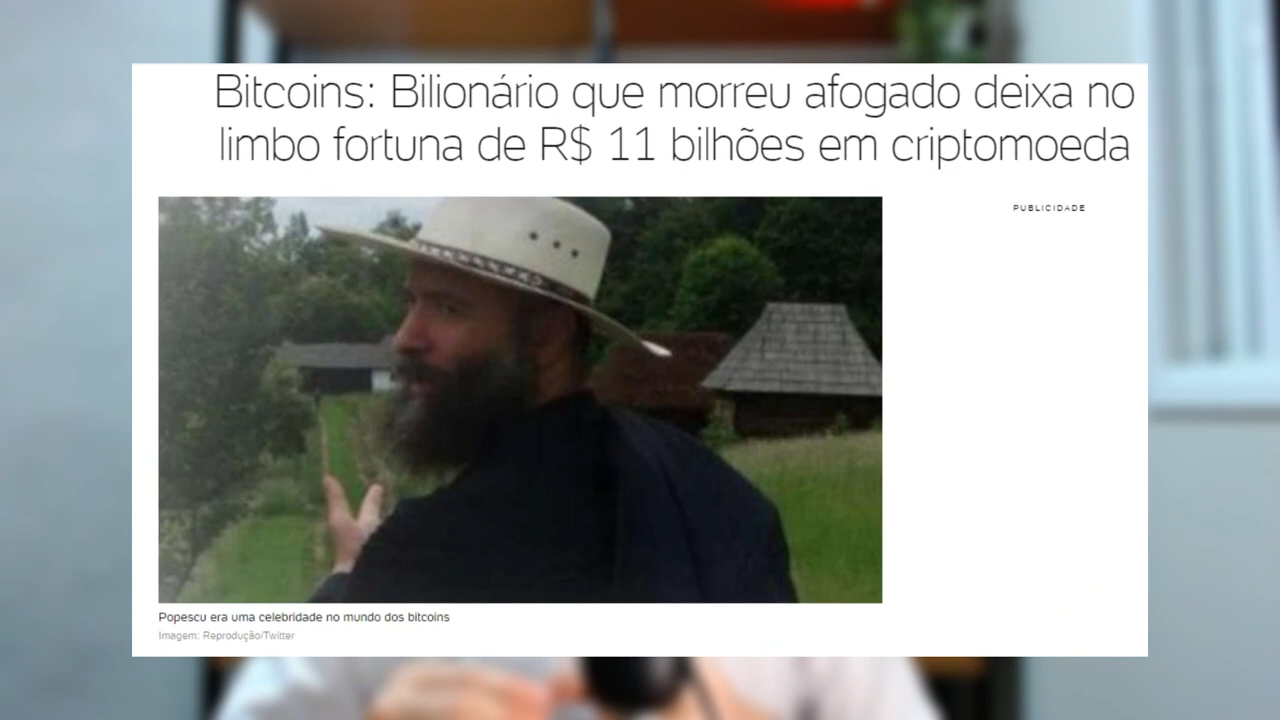 Bitcoins: Bilionário que morreu afogado deixa no
limbo fortuna de R$ 11 bilhões em criptomoeda
PUBLICIDADE
Popescu era uma celebridade no mundo dos bitcoins
Imagem: Reprodução/Twitter